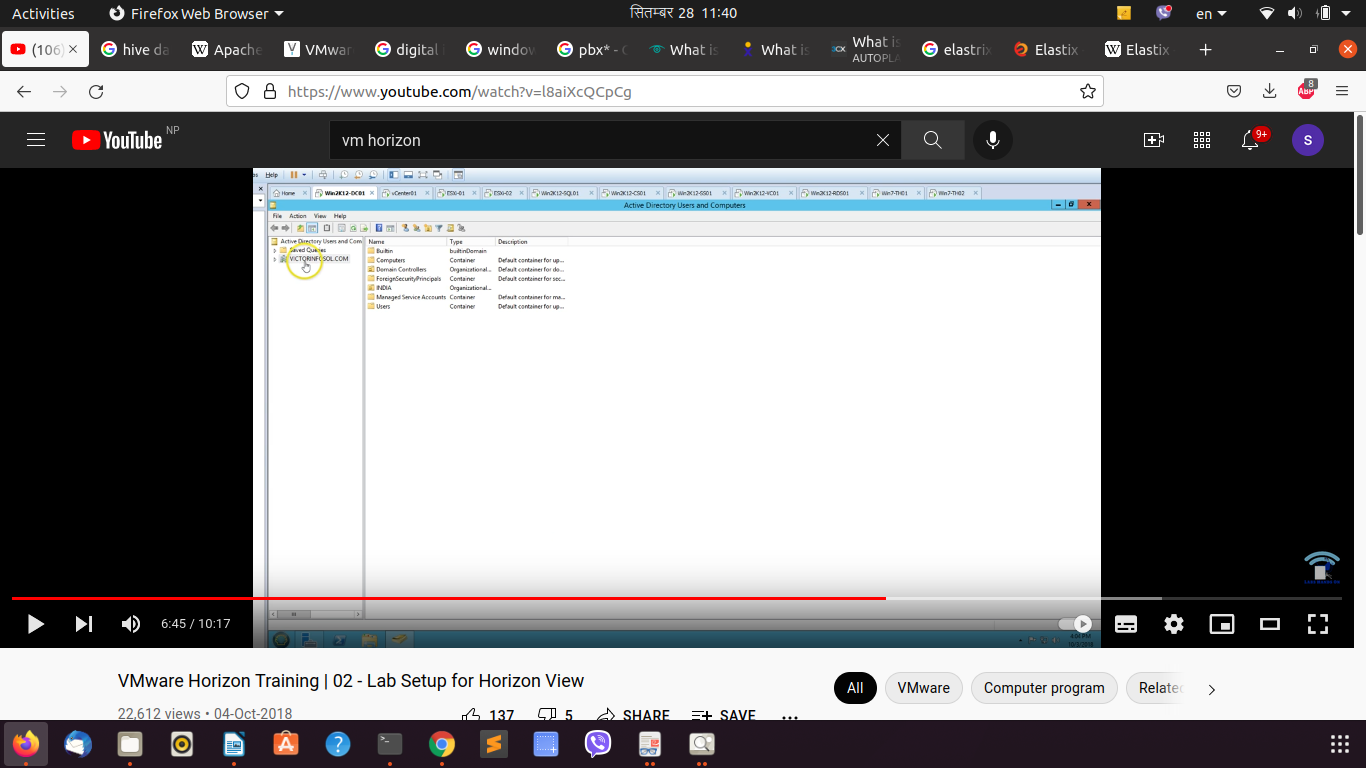 Activities Firefox Web Browser सितम्बर 28 11:40 en
(106) hive da Apache VMwar digital window pbx* - What is What is What is elastrix Elastix Elastix
AUTOPLA
https://www.youtube.com/watch?v=l8aiXcQCpCg ABP 8
YouTube NP vm horizon 9+ S
Help
Home Win2K12-DC01 vCenter01 ESXi-01 ESXi-02 Win2K12-SQL01 Win2K12-CS01 Win2K12-SS01 Win2K12-VC01 Win2K12-RDS01 Win7-TH01 Win7-TH02
Active Directory Users and Computers
File Action View Help
Active Directory Users and Com Name Type Description
Saved Queries Builtin builtinDomain
VICTORINFOSOL.COM Computers Container Default container for up...
Domain Controllers Organizational... Default container for do...
ForeignSecurityPrincipals Container Default container for sec...
INDIA Organizational...
Managed Service Accounts Container Default container for ma...
Users Container Default container for up...
6:45 / 10:17
VMware Horizon Training | 02 - Lab Setup for Horizon View All VMware Computer program Relate
22,612 views • 04-Oct-2018 137 5 SHARE SAVE